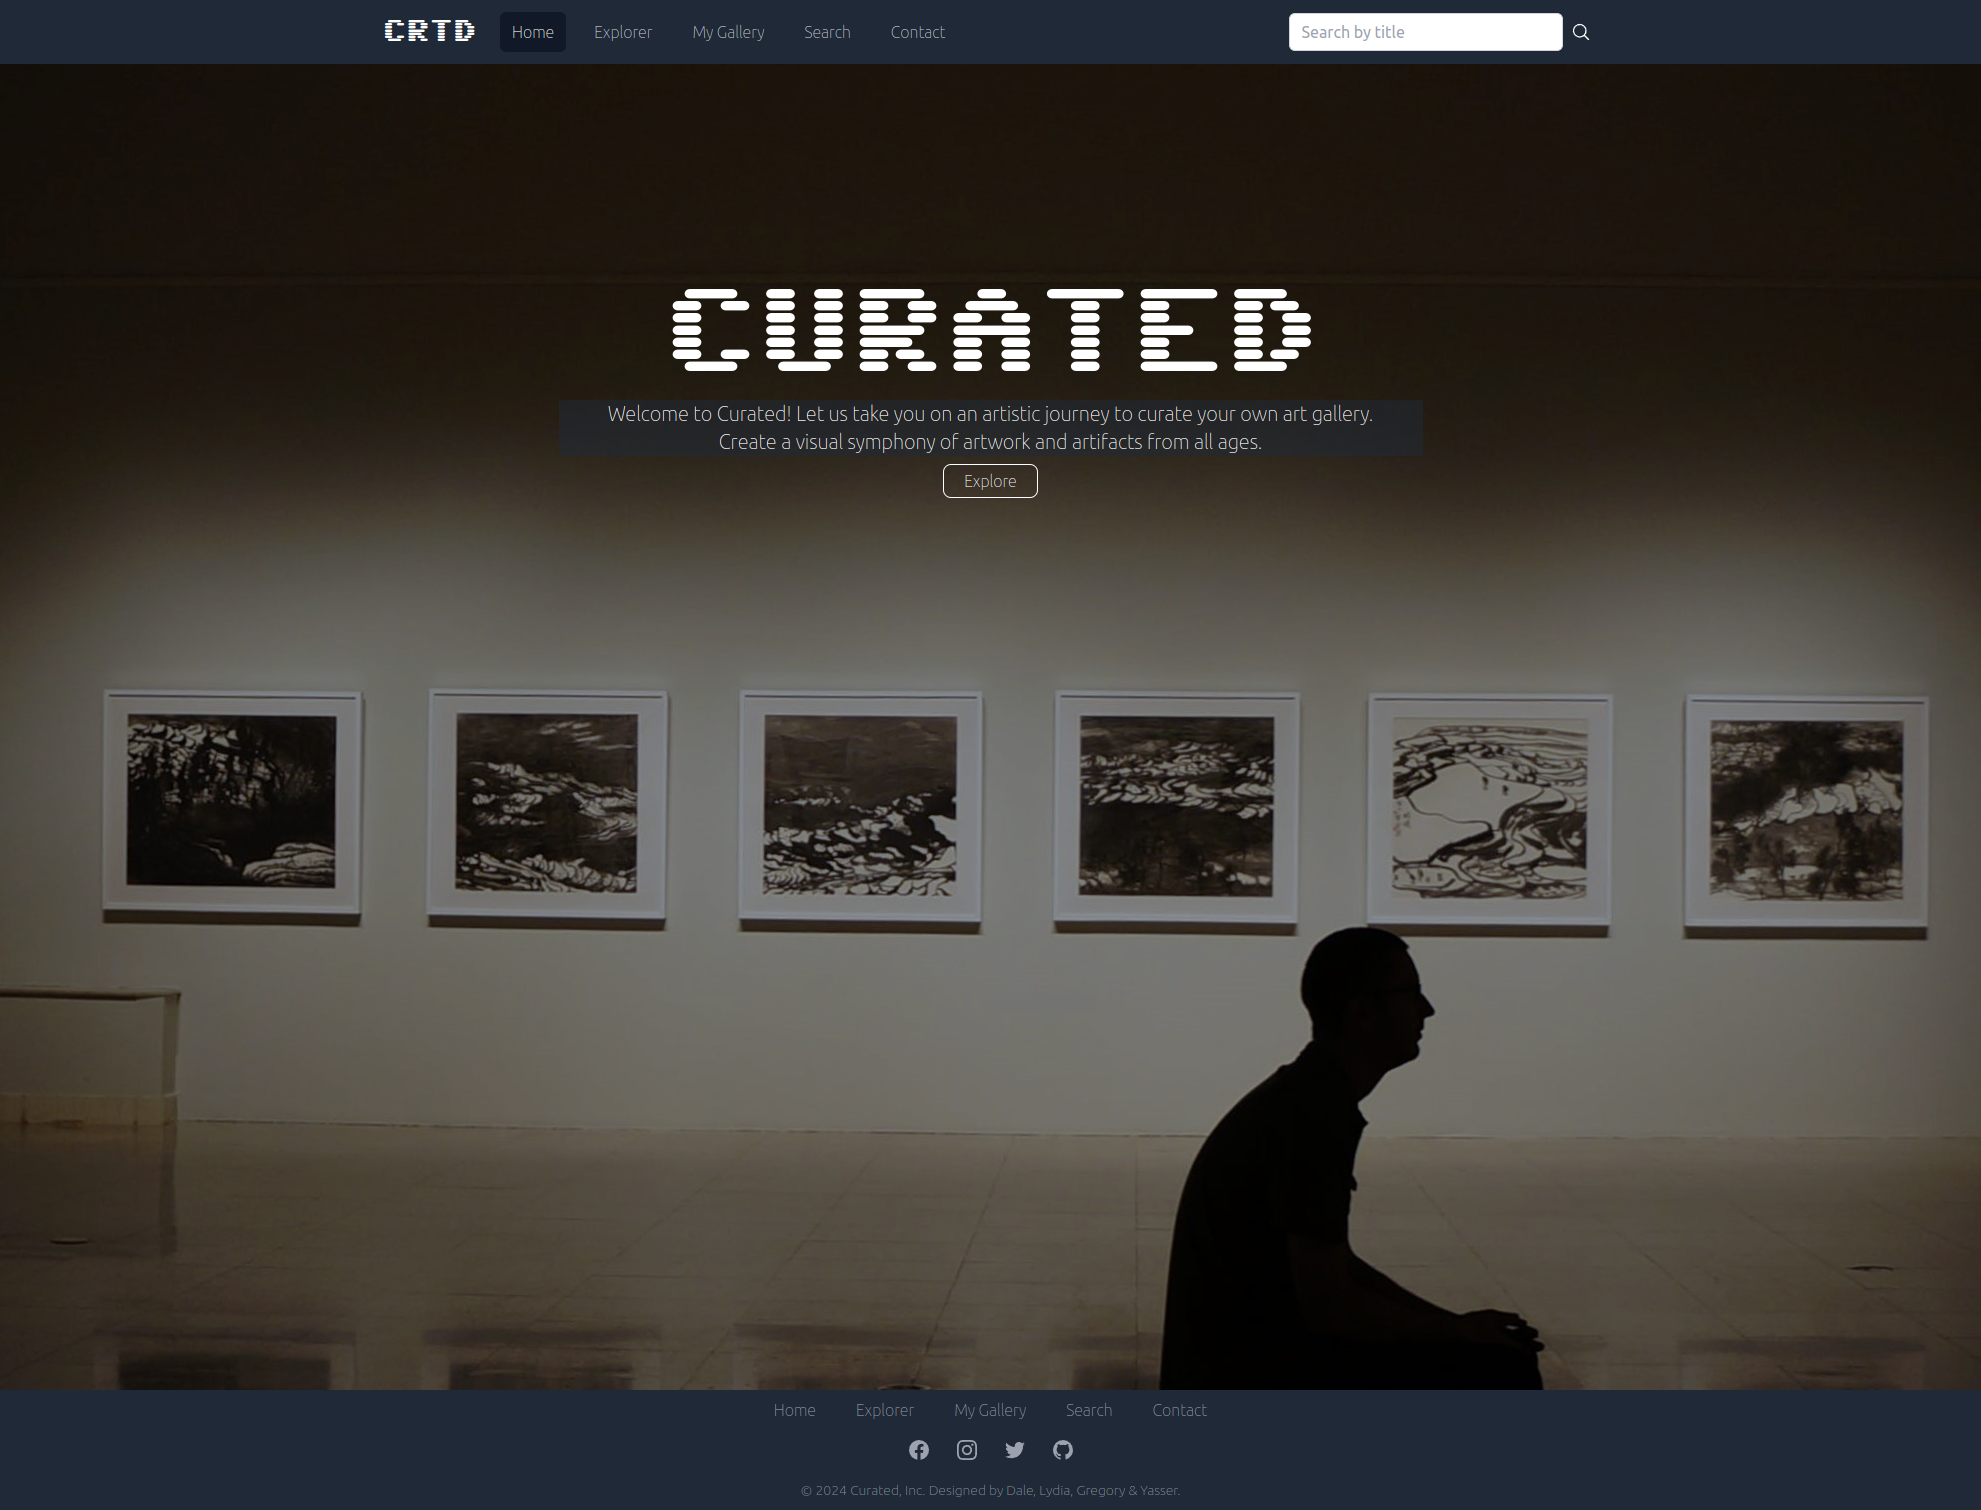 CRTD
Home
Explorer
My Gallery
Search
Contact
Search by title
CURATED
Welcome to Curated! Let us take you on an artistic journey to curate your own art gallery.
Create a visual symphony of artwork and artifacts from all ages.
Explore
Home
Explorer
My Gallery
Search
Contact
© 2024 Curated, Inc. Designed by Dale, Lydia, Gregory & Yasser.